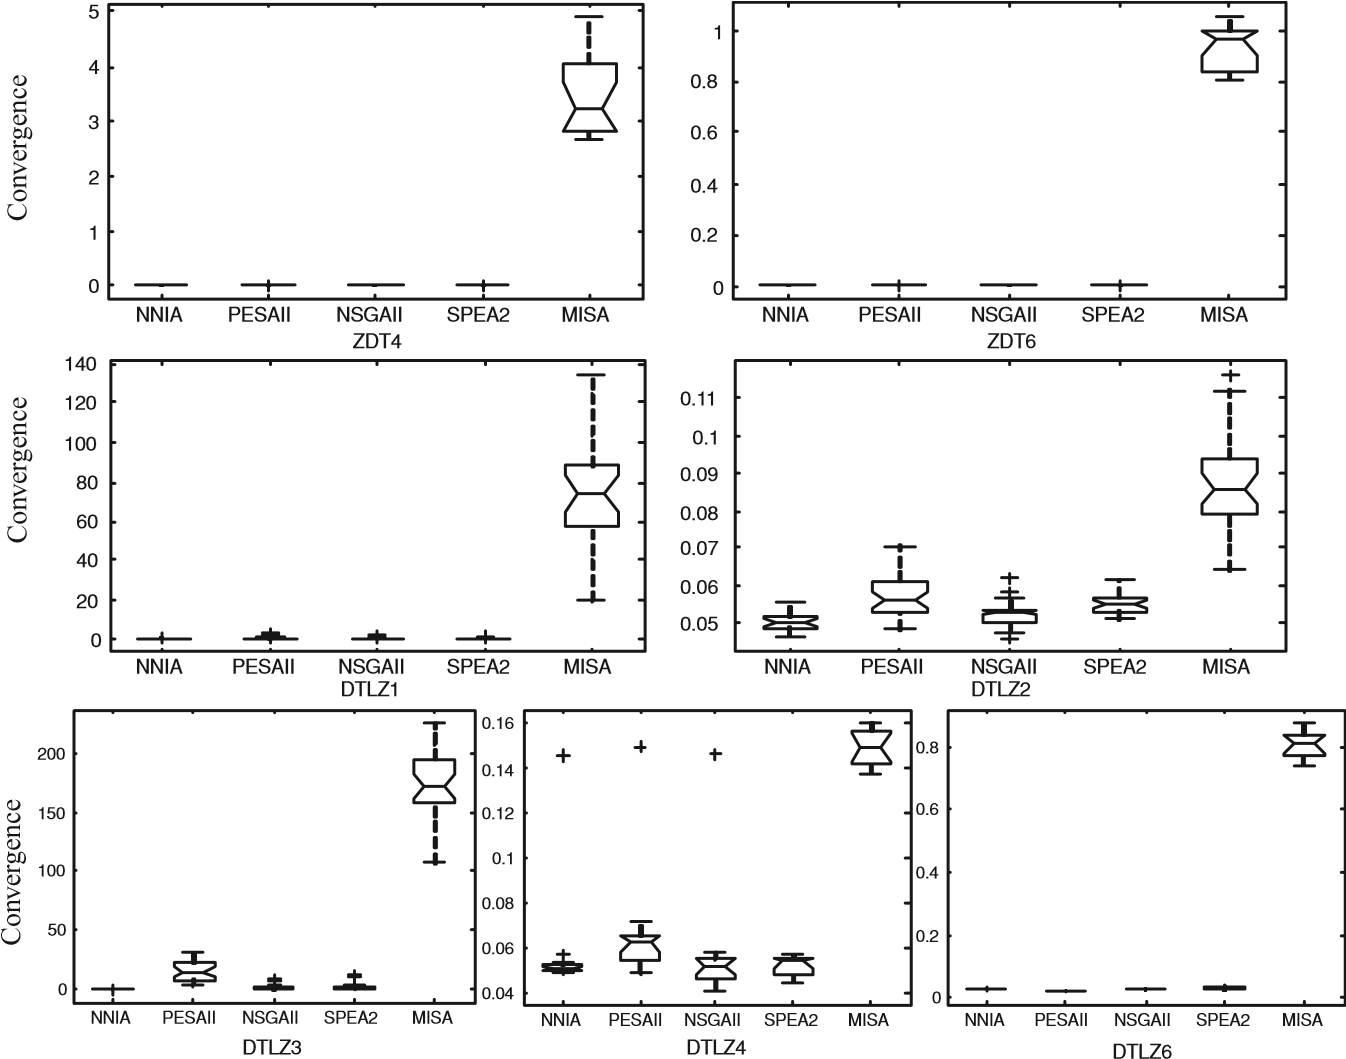 Convergence
5
4
3
2
1
0
NNIA PESAII NSGAII SPEA2 MISA
ZDT4
1
0.8
0.6
0.4
0.2
0
NNIA PESAII NSGAII SPEA2 MISA
ZDT6
Convergence
140
120
100
80
60
40
20
0
NNIA PESAII NSGAII SPEA2 MISA
DTLZ1
0.11
0.1
0.09
0.08
0.07
0.06
0.05
NNIA PESAII NSGAII SPEA2 MISA
DTLZ2
Convergence
200
150
100
50
0
NNIA PESAII NSGAII SPEA2 MISA
DTLZ3
0.16
0.14
0.12
0.1
0.08
0.06
0.04
NNIA PESAII NSGAII SPEA2 MISA
DTLZ4
0.8
0.6
0.4
0.2
0
NNIA PESAII NSGAII SPEA2 MISA
DTLZ6